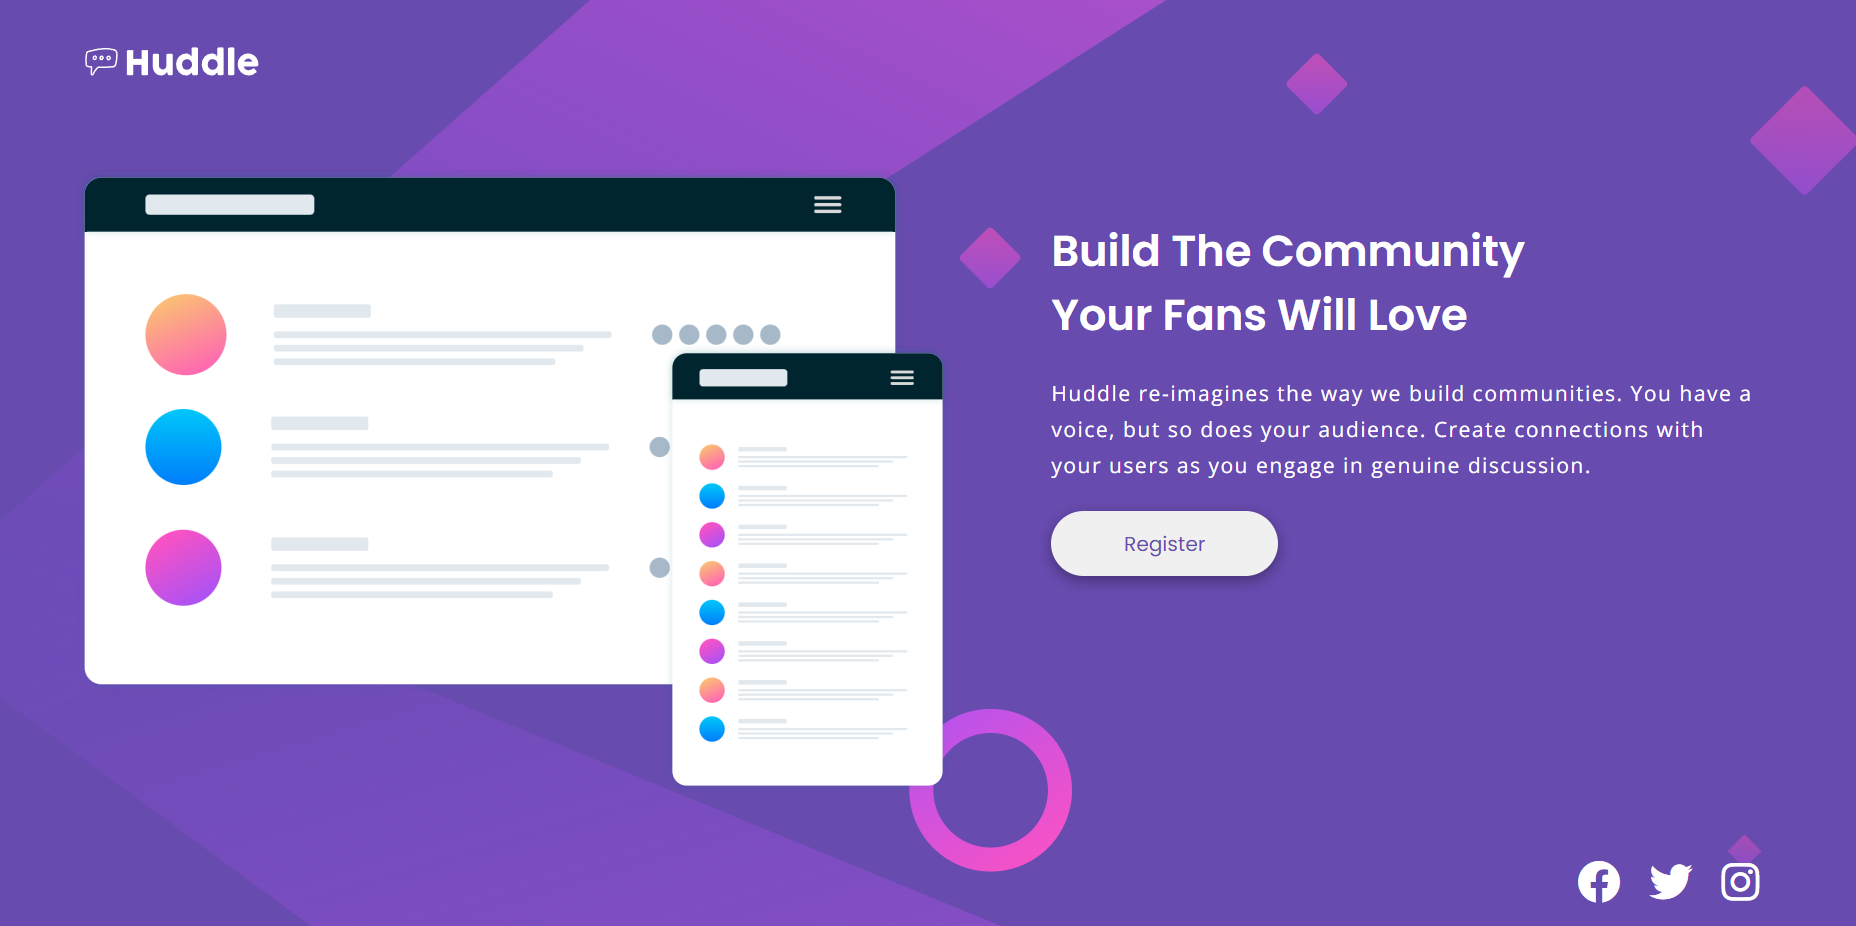 Huddle
Build The Community
Your Fans Will Love
Huddle re-imagines the way we build communities. You have a
voice, but so does your audience. Create connections with
your users as you engage in genuine discussion.
Register